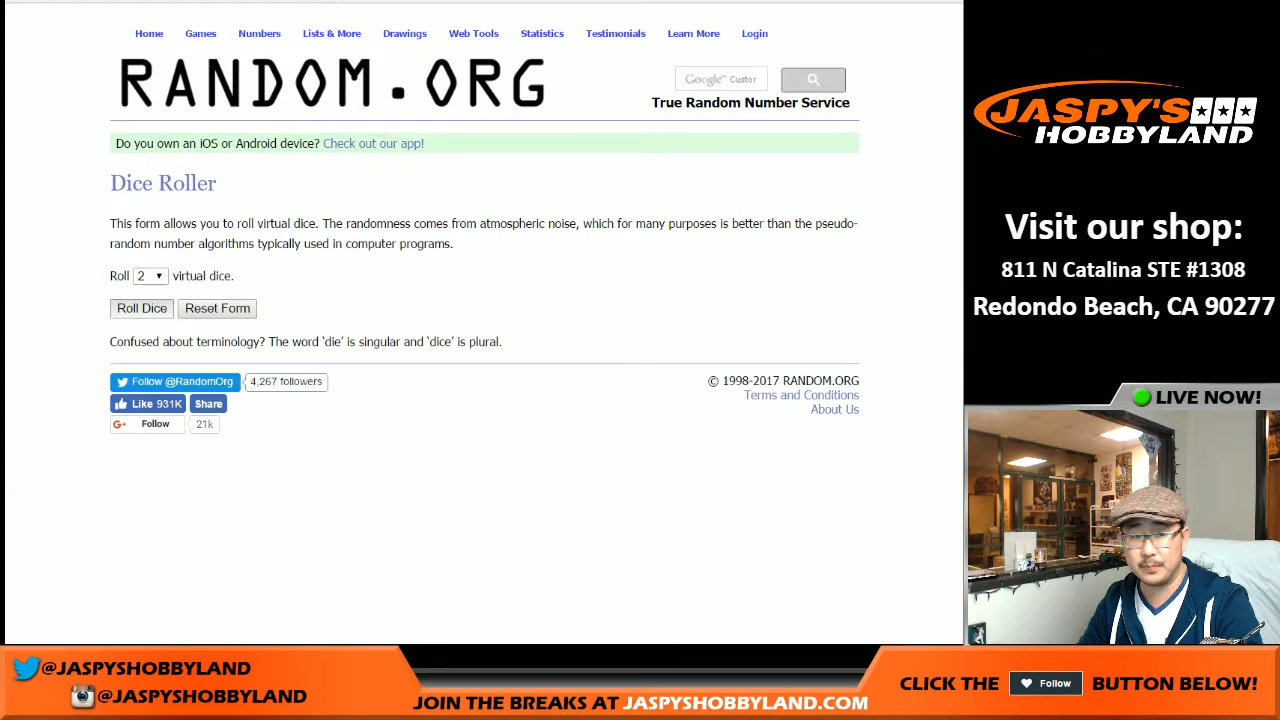 Home Games Numbers Lists & More Drawings Web Tools Statistics Testimonials Learn More Login
RANDOM.ORG
Google™ Custor
True Random Number Service
Do you own an iOS or Android device? Check out our app!
Dice Roller
This form allows you to roll virtual dice. The randomness comes from atmospheric noise, which for many purposes is better than the pseudo-
random number algorithms typically used in computer programs.
Roll 2 virtual dice.
Roll Dice Reset Form
Confused about terminology? The word ‘die’ is singular and ‘dice’ is plural.
Follow @RandomOrg 4,267 followers
Like 931K Share
G+ Follow 21k
© 1998-2017 RANDOM.ORG
Terms and Conditions
About Us
JASPY'S
HOBBYLAND
Visit our shop:
811 N Catalina STE #1308
Redondo Beach, CA 90277
LIVE NOW!
@JASPYSHOBBYLAND
@JASPYSHOBBYLAND
JOIN THE BREAKS AT JASPYSHOBBYLAND.COM
CLICK THE Follow BUTTON BELOW!